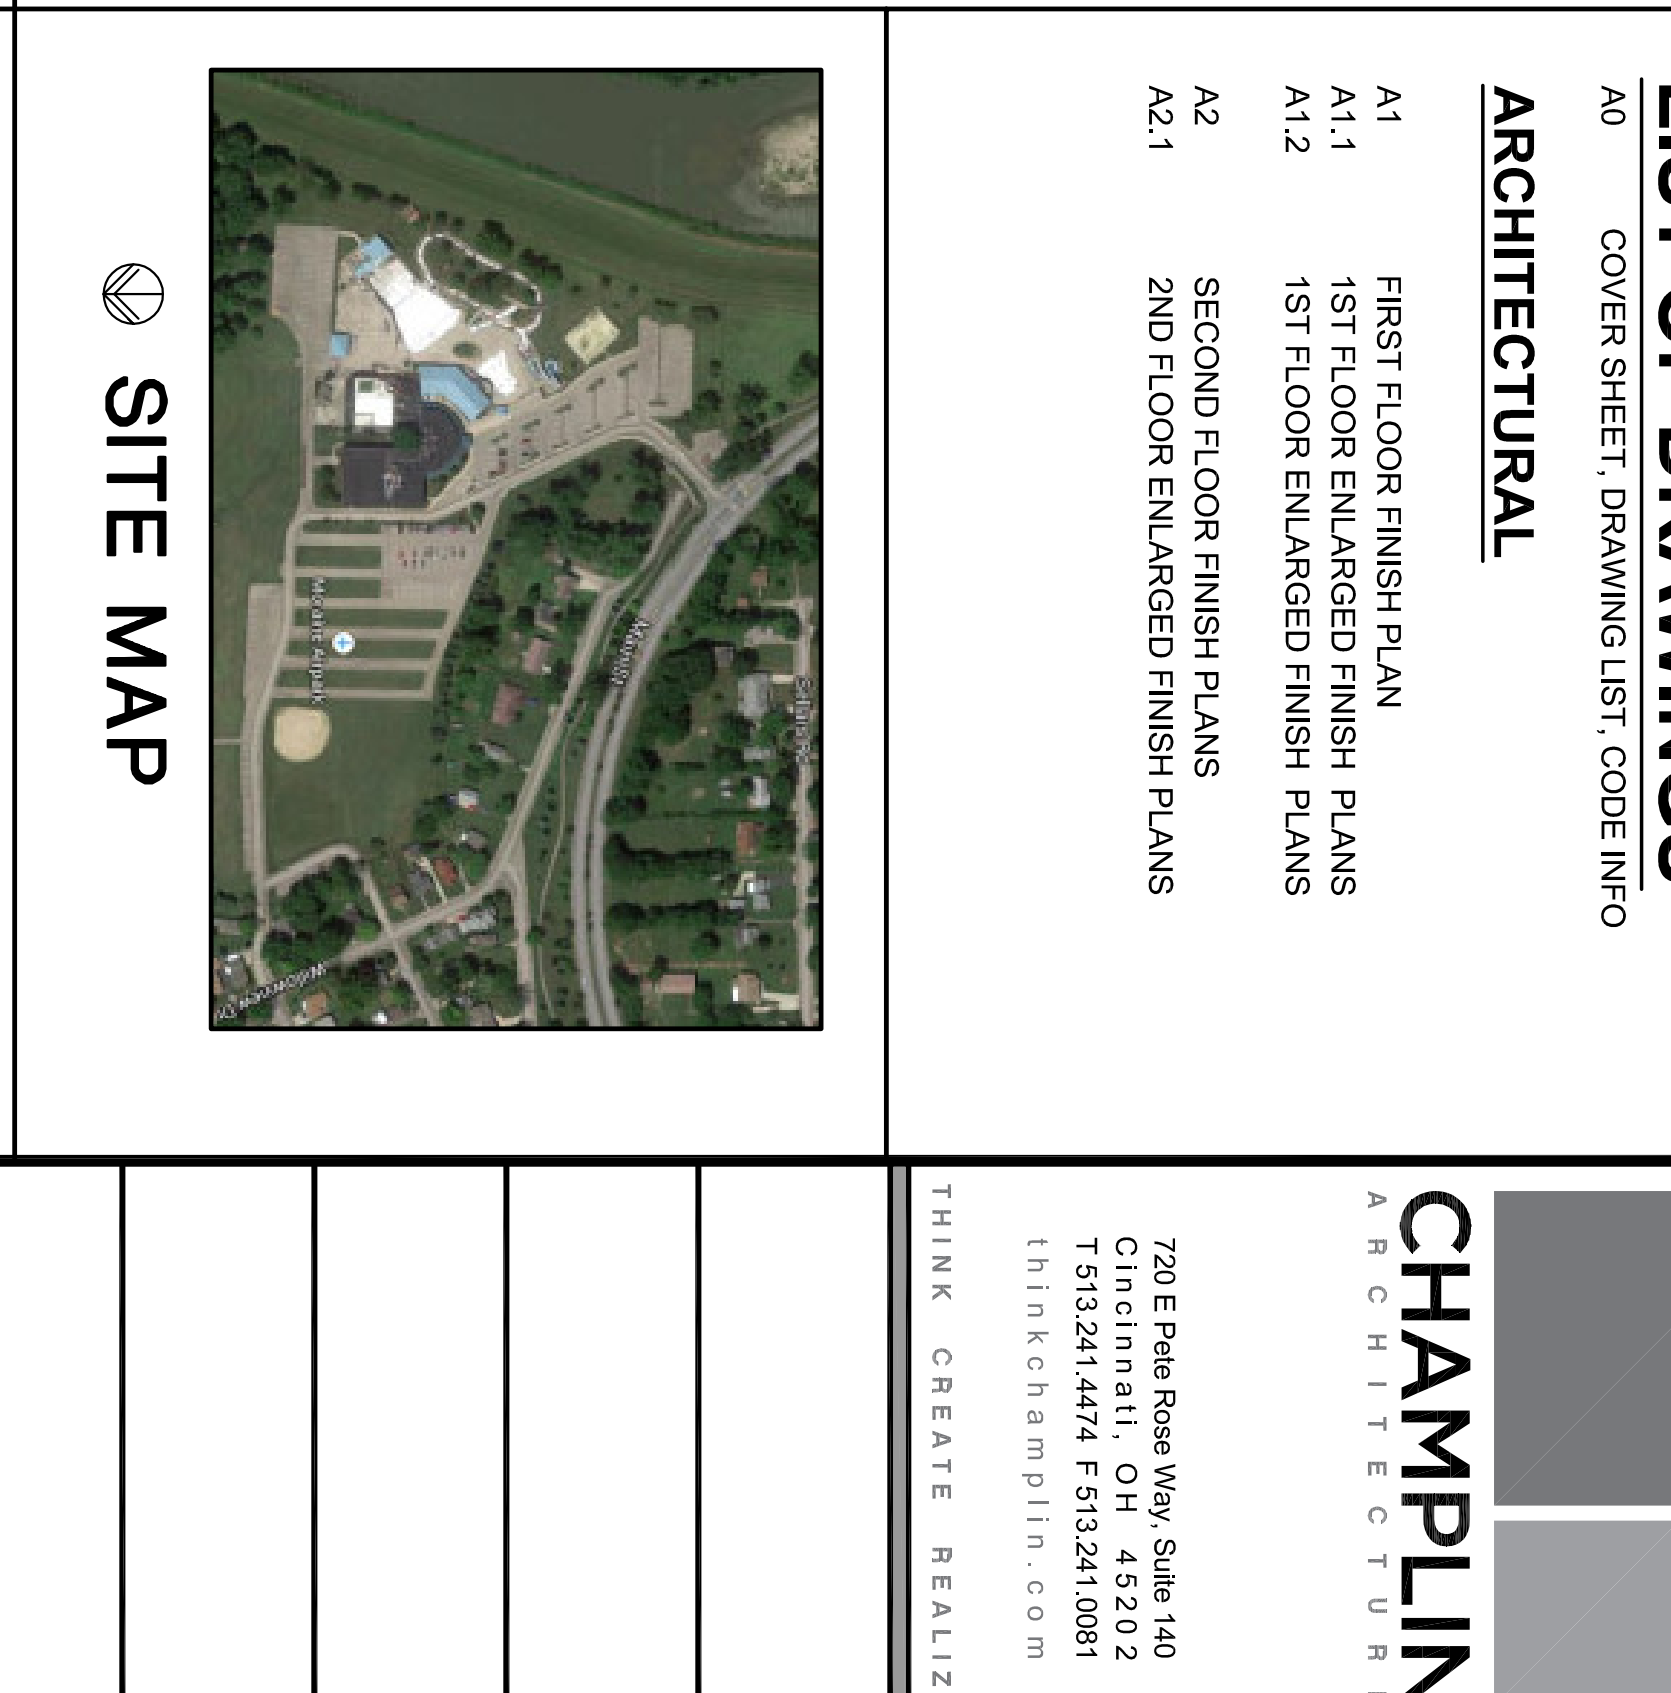 A0 COVER SHEET, DRAWING LIST, CODE INFO
ARCHITECTURAL
A1 FIRST FLOOR FINISH PLAN
A1.1 1ST FLOOR ENLARGED FINISH PLANS
A1.2 1ST FLOOR ENLARGED FINISH PLANS
A2 SECOND FLOOR FINISH PLANS
A2.1 2ND FLOOR ENLARGED FINISH PLANS
SITE MAP
CHAMPLIN
ARCHITECTUR
720 E Pete Rose Way, Suite 140
Cincinnati, OH 45202
T 513.241.4474 F 513.241.0081
thinkchamplin.com
THINK CREATE REALIZ